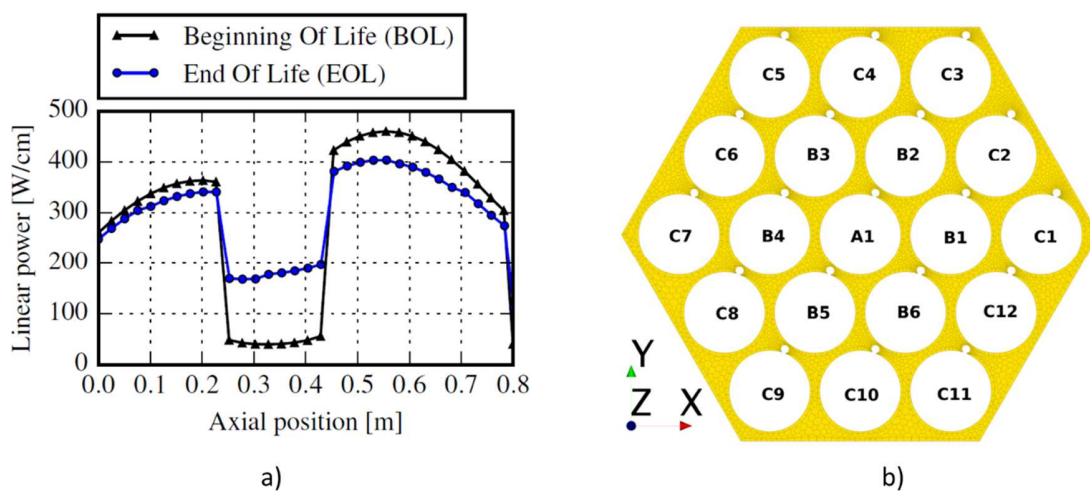 Beginning Of Life (BOL)
End Of Life (EOL)
500
400
300
200
100
0
Linear power [W/cm]
0.0 0.1 0.2 0.3 0.4 0.5 0.6 0.7 0.8
Axial position [m]
a)
C5 C4 C3
C6 B3 B2 C2
C7 B4 A1 B1 C1
C8 B5 B6 C12
C9 C10 C11
Y
Z X
b)